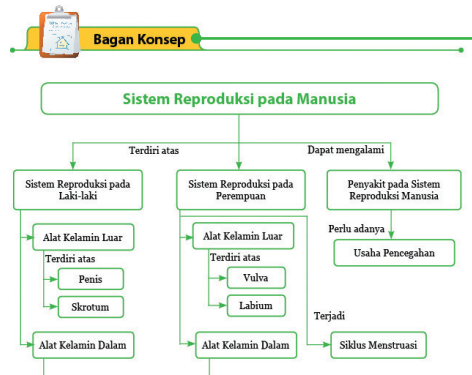 Bagan Konsep
Sistem Reproduksi pada Manusia
Terdiri atas
Dapat mengalami
Sistem Reproduksi pada
Laki-laki
Sistem Reproduksi pada
Perempuan
Penyakit pada Sistem
Reproduksi Manusia
Alat Kelamin Luar
Terdiri atas
Penis
Skrotum
Alat Kelamin Dalam
Alat Kelamin Luar
Terdiri atas
Vulva
Labium
Alat Kelamin Dalam
Perlu adanya
Usaha Pencegahan
Terjadi
Siklus Menstruasi